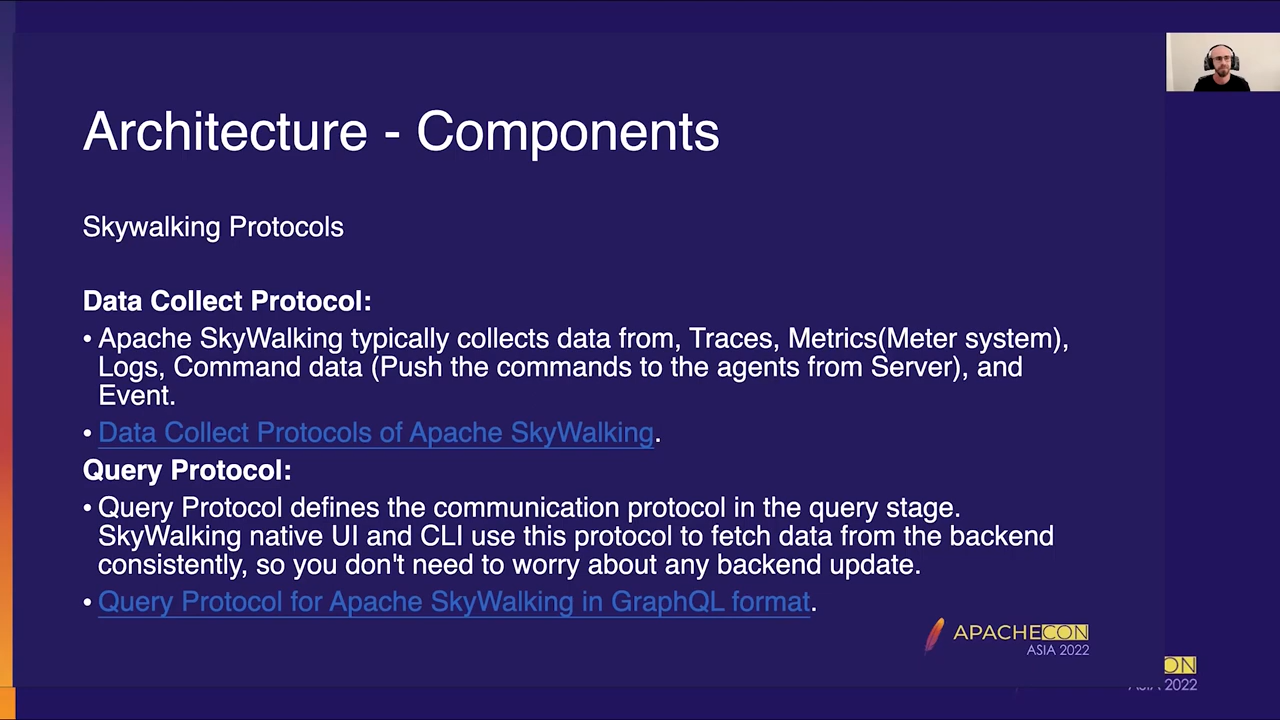 Architecture - Components
Skywalking Protocols
Data Collect Protocol:
• Apache SkyWalking typically collects data from, Traces, Metrics(Meter system),
Logs, Command data (Push the commands to the agents from Server), and
Event.
• Data Collect Protocols of Apache SkyWalking.
Query Protocol:
• Query Protocol defines the communication protocol in the query stage.
SkyWalking native UI and CLI use this protocol to fetch data from the backend
consistently, so you don't need to worry about any backend update.
• Query Protocol for Apache SkyWalking in GraphQL format.
APACHECON
ASIA 2022
ON
ASIA 2022